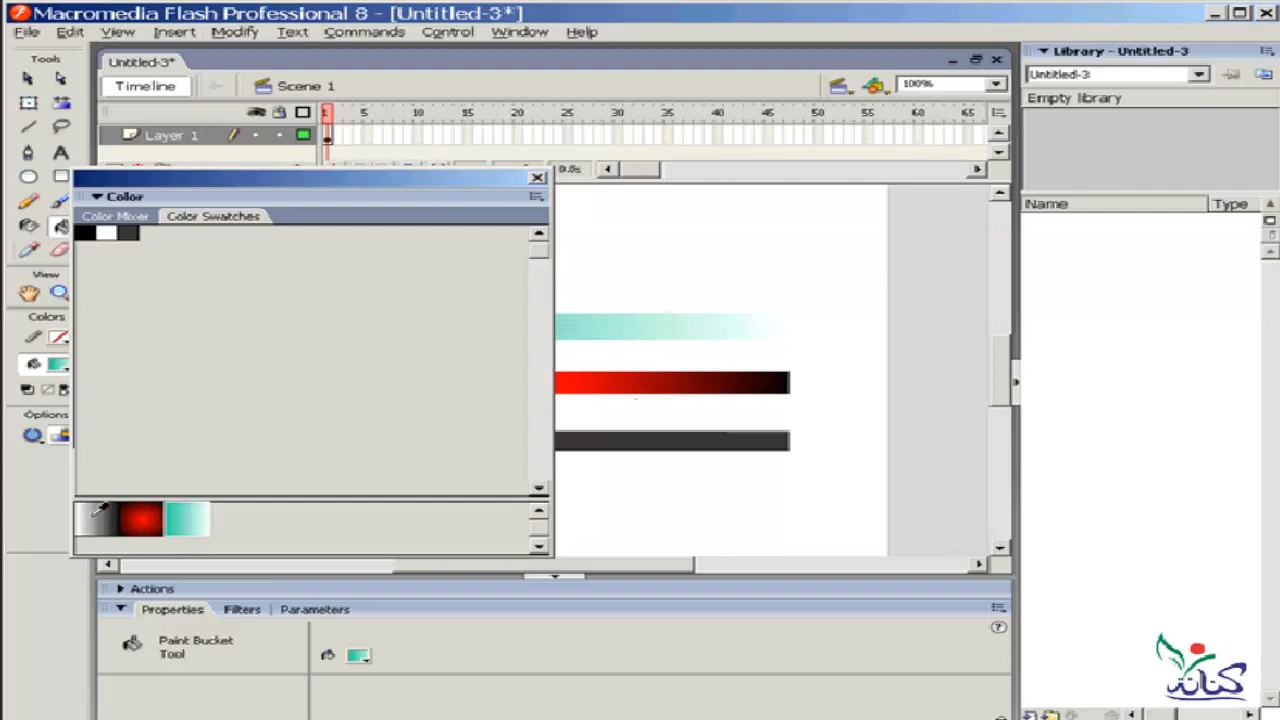 Macromedia Flash Professional 8 - [Untitled-3*]
File Edit View Insert Modify Text Commands Control Window Help
Tools
Untitled-3*
Timeline
Scene 1
100%
1 5 10 15 20 25 30 35 40 45 50 55 60 65
Layer 1
0.0s
Color
Color Mixer Color Swatches
View
Colors
Options
Actions
Properties Filters Parameters
Paint Bucket
Tool
Library - Untitled-3
Untitled-3
Empty library
Name Type
كنانة